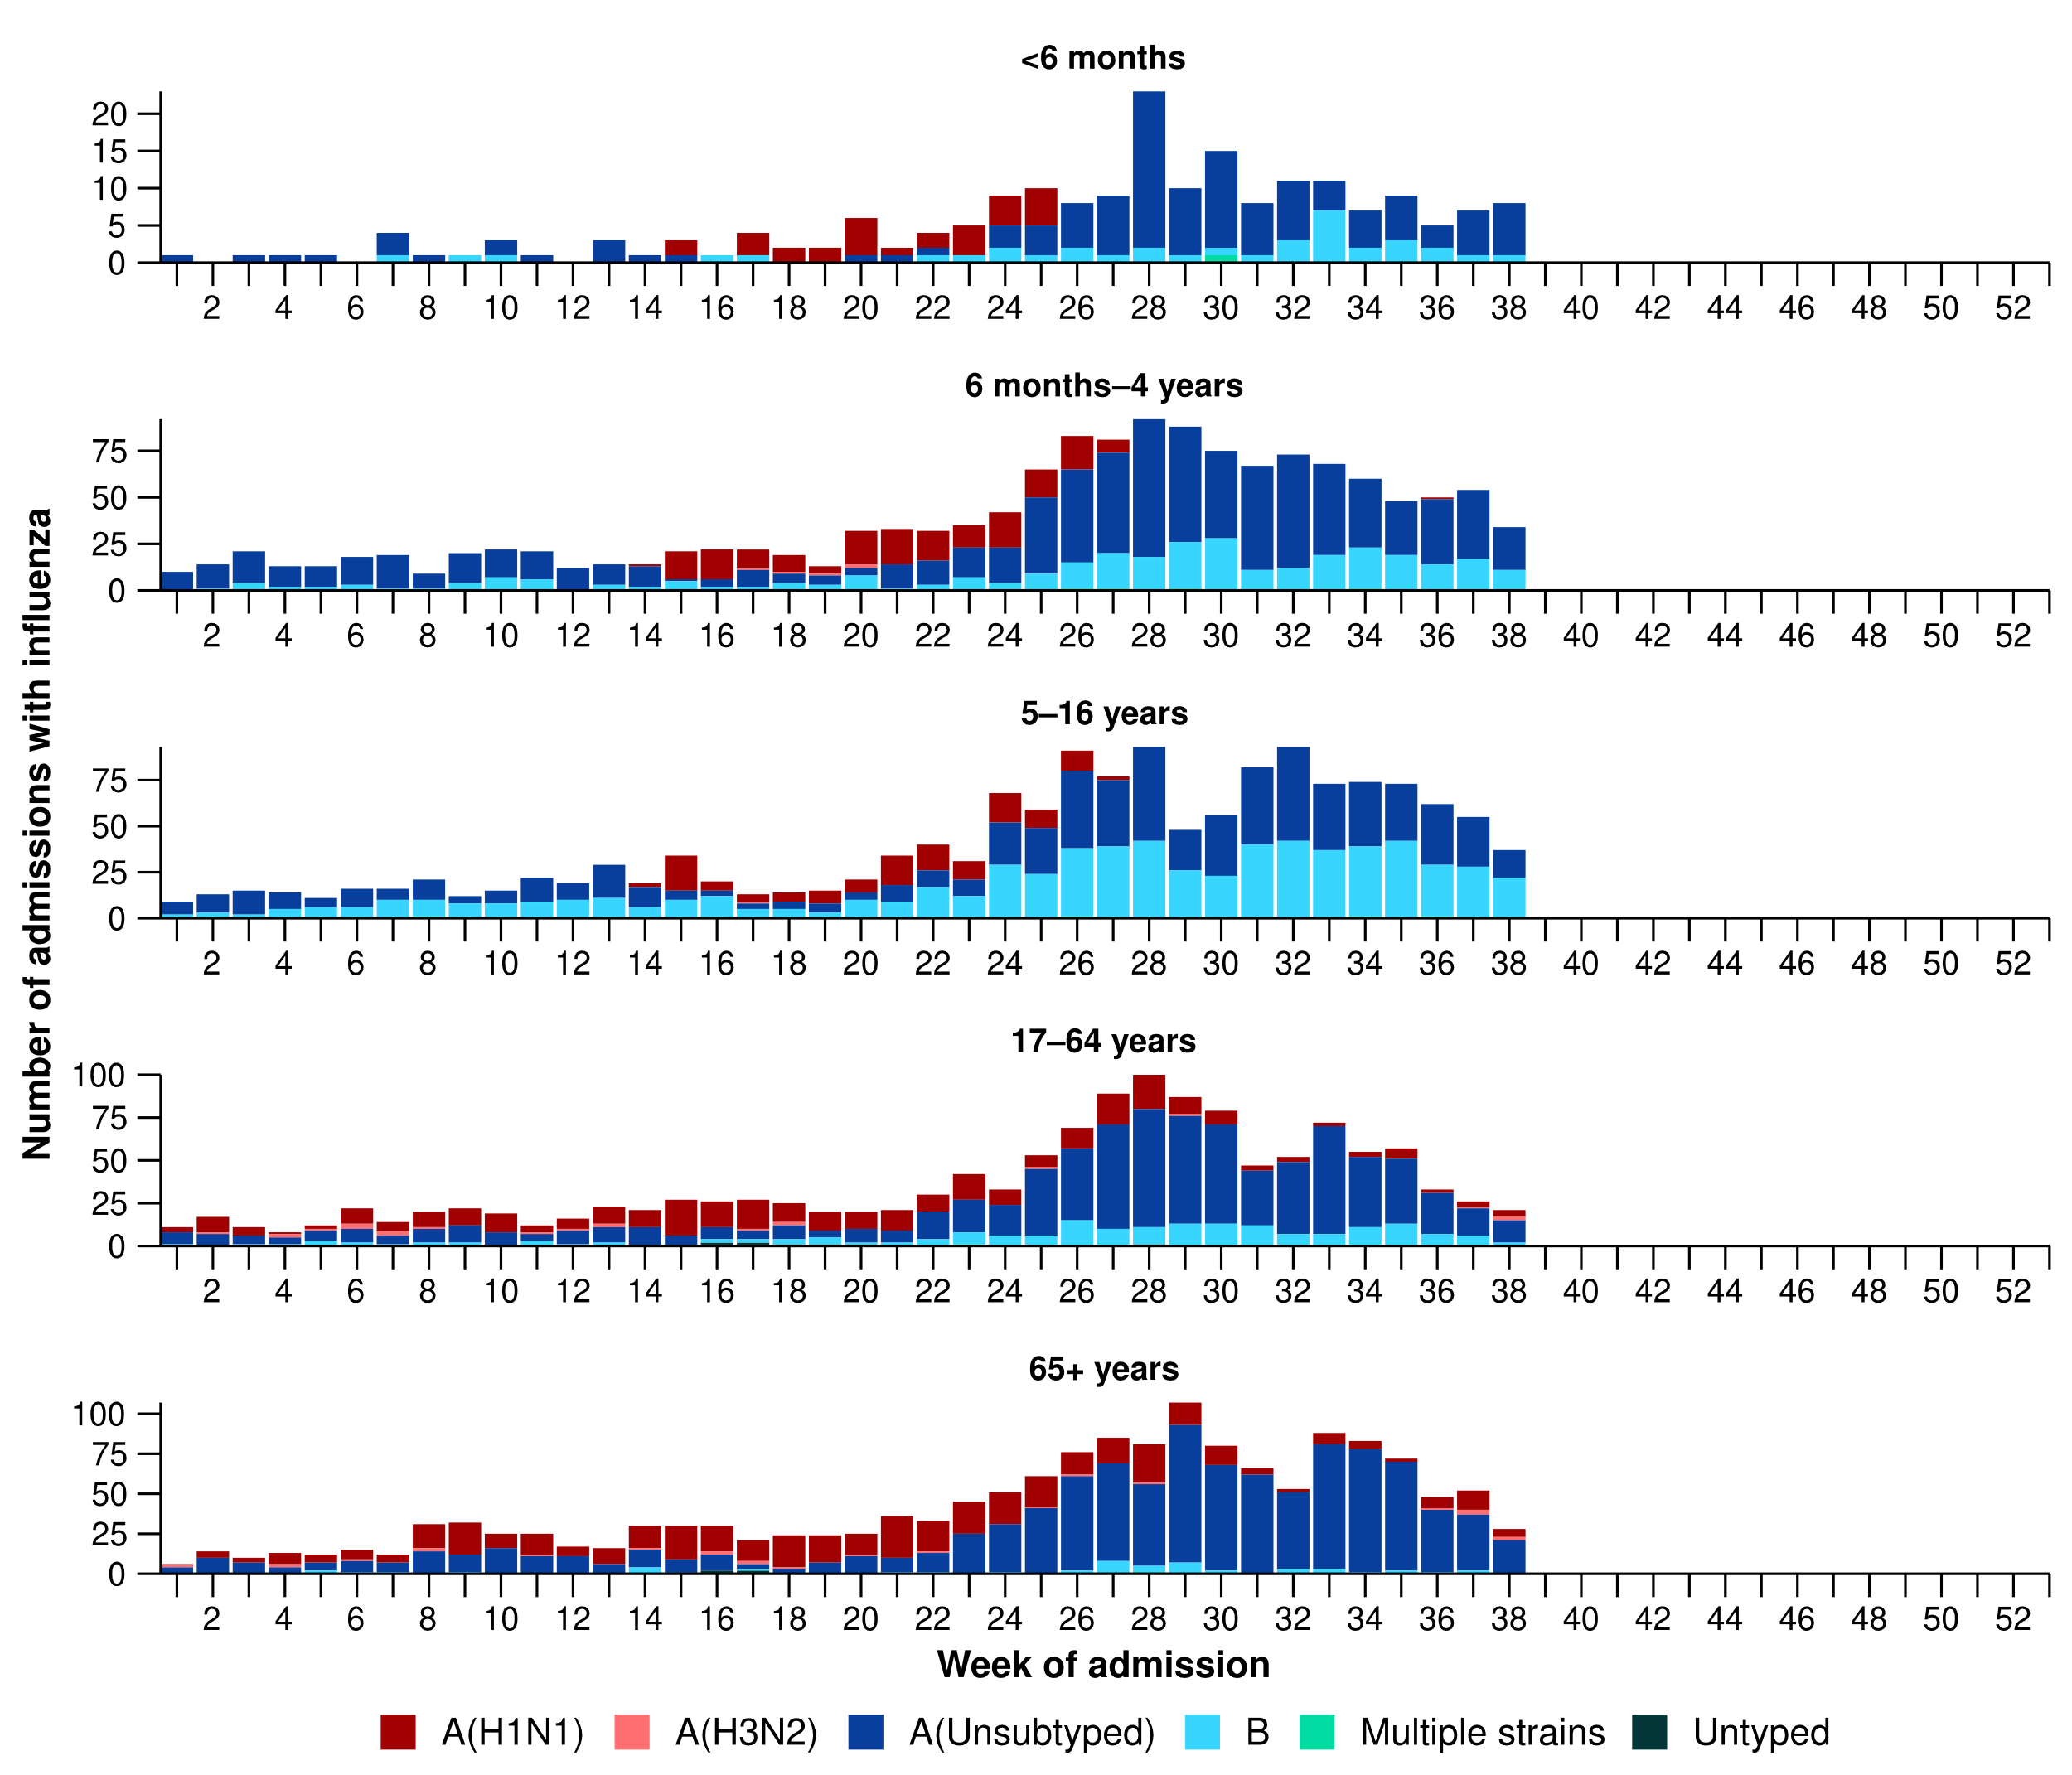 <6 months
20
15
10
5
0
2 4 6 8 10 12 14 16 18 20 22 24 26 28 30 32 34 36 38 40 42 44 46 48 50 52
6 months–4 years
75
50
25
0
2 4 6 8 10 12 14 16 18 20 22 24 26 28 30 32 34 36 38 40 42 44 46 48 50 52
5–16 years
75
50
25
0
2 4 6 8 10 12 14 16 18 20 22 24 26 28 30 32 34 36 38 40 42 44 46 48 50 52
17–64 years
100
75
50
25
0
2 4 6 8 10 12 14 16 18 20 22 24 26 28 30 32 34 36 38 40 42 44 46 48 50 52
65+ years
100
75
50
25
0
2 4 6 8 10 12 14 16 18 20 22 24 26 28 30 32 34 36 38 40 42 44 46 48 50 52
Number of admissions with influenza
Week of admission
A(H1N1) A(H3N2) A(Unsubtyped) B Multiple strains Untyped